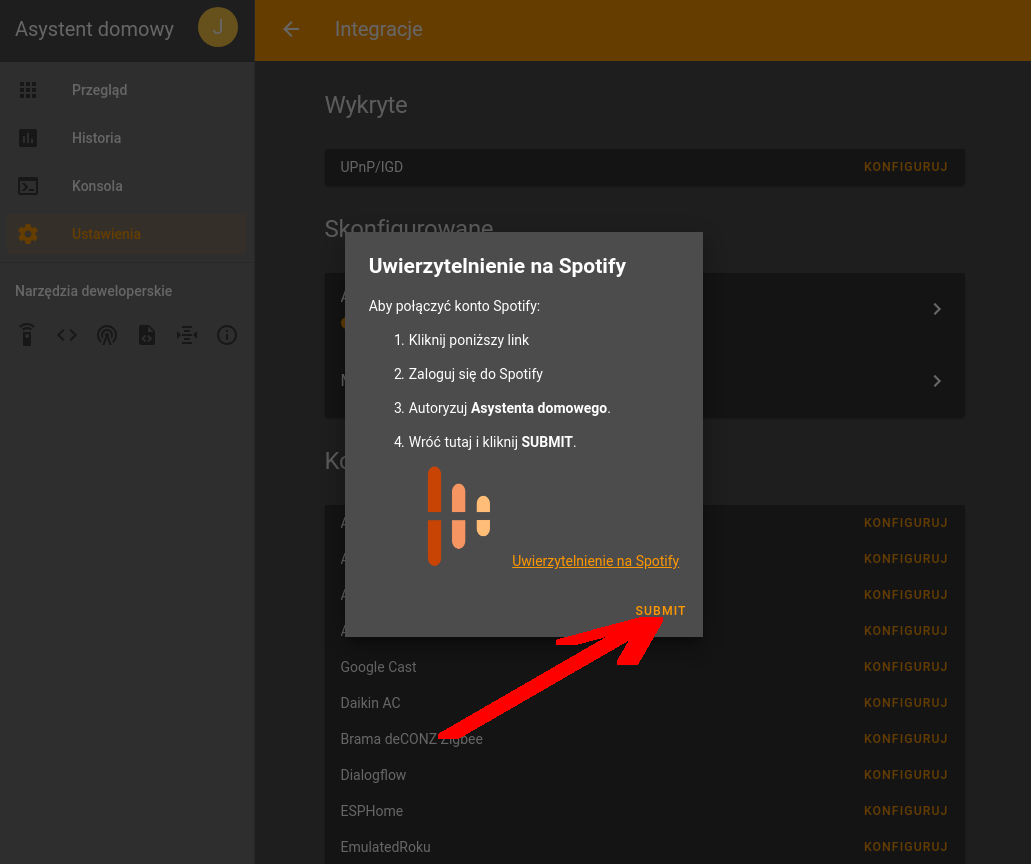 Asystent domowy
J
Integracje
Przegląd
Historia
Konsola
Ustawienia
Narzędzia deweloperskie
Wykryte
UPnP/IGD KONFIGURUJ
Skonfigurowane
Uwierzytelnienie na Spotify
Aby połączyć konto Spotify:
1. Kliknij poniższy link
2. Zaloguj się do Spotify
3. Autoryzuj Asystenta domowego.
4. Wróć tutaj i kliknij SUBMIT.
Uwierzytelnienie na Spotify
SUBMIT
KONFIGURUJ
KONFIGURUJ
KONFIGURUJ
KONFIGURUJ
Google Cast KONFIGURUJ
Daikin AC KONFIGURUJ
Brama deCONZ Zigbee KONFIGURUJ
Dialogflow KONFIGURUJ
ESPHome KONFIGURUJ
EmulatedRoku KONFIGURUJ